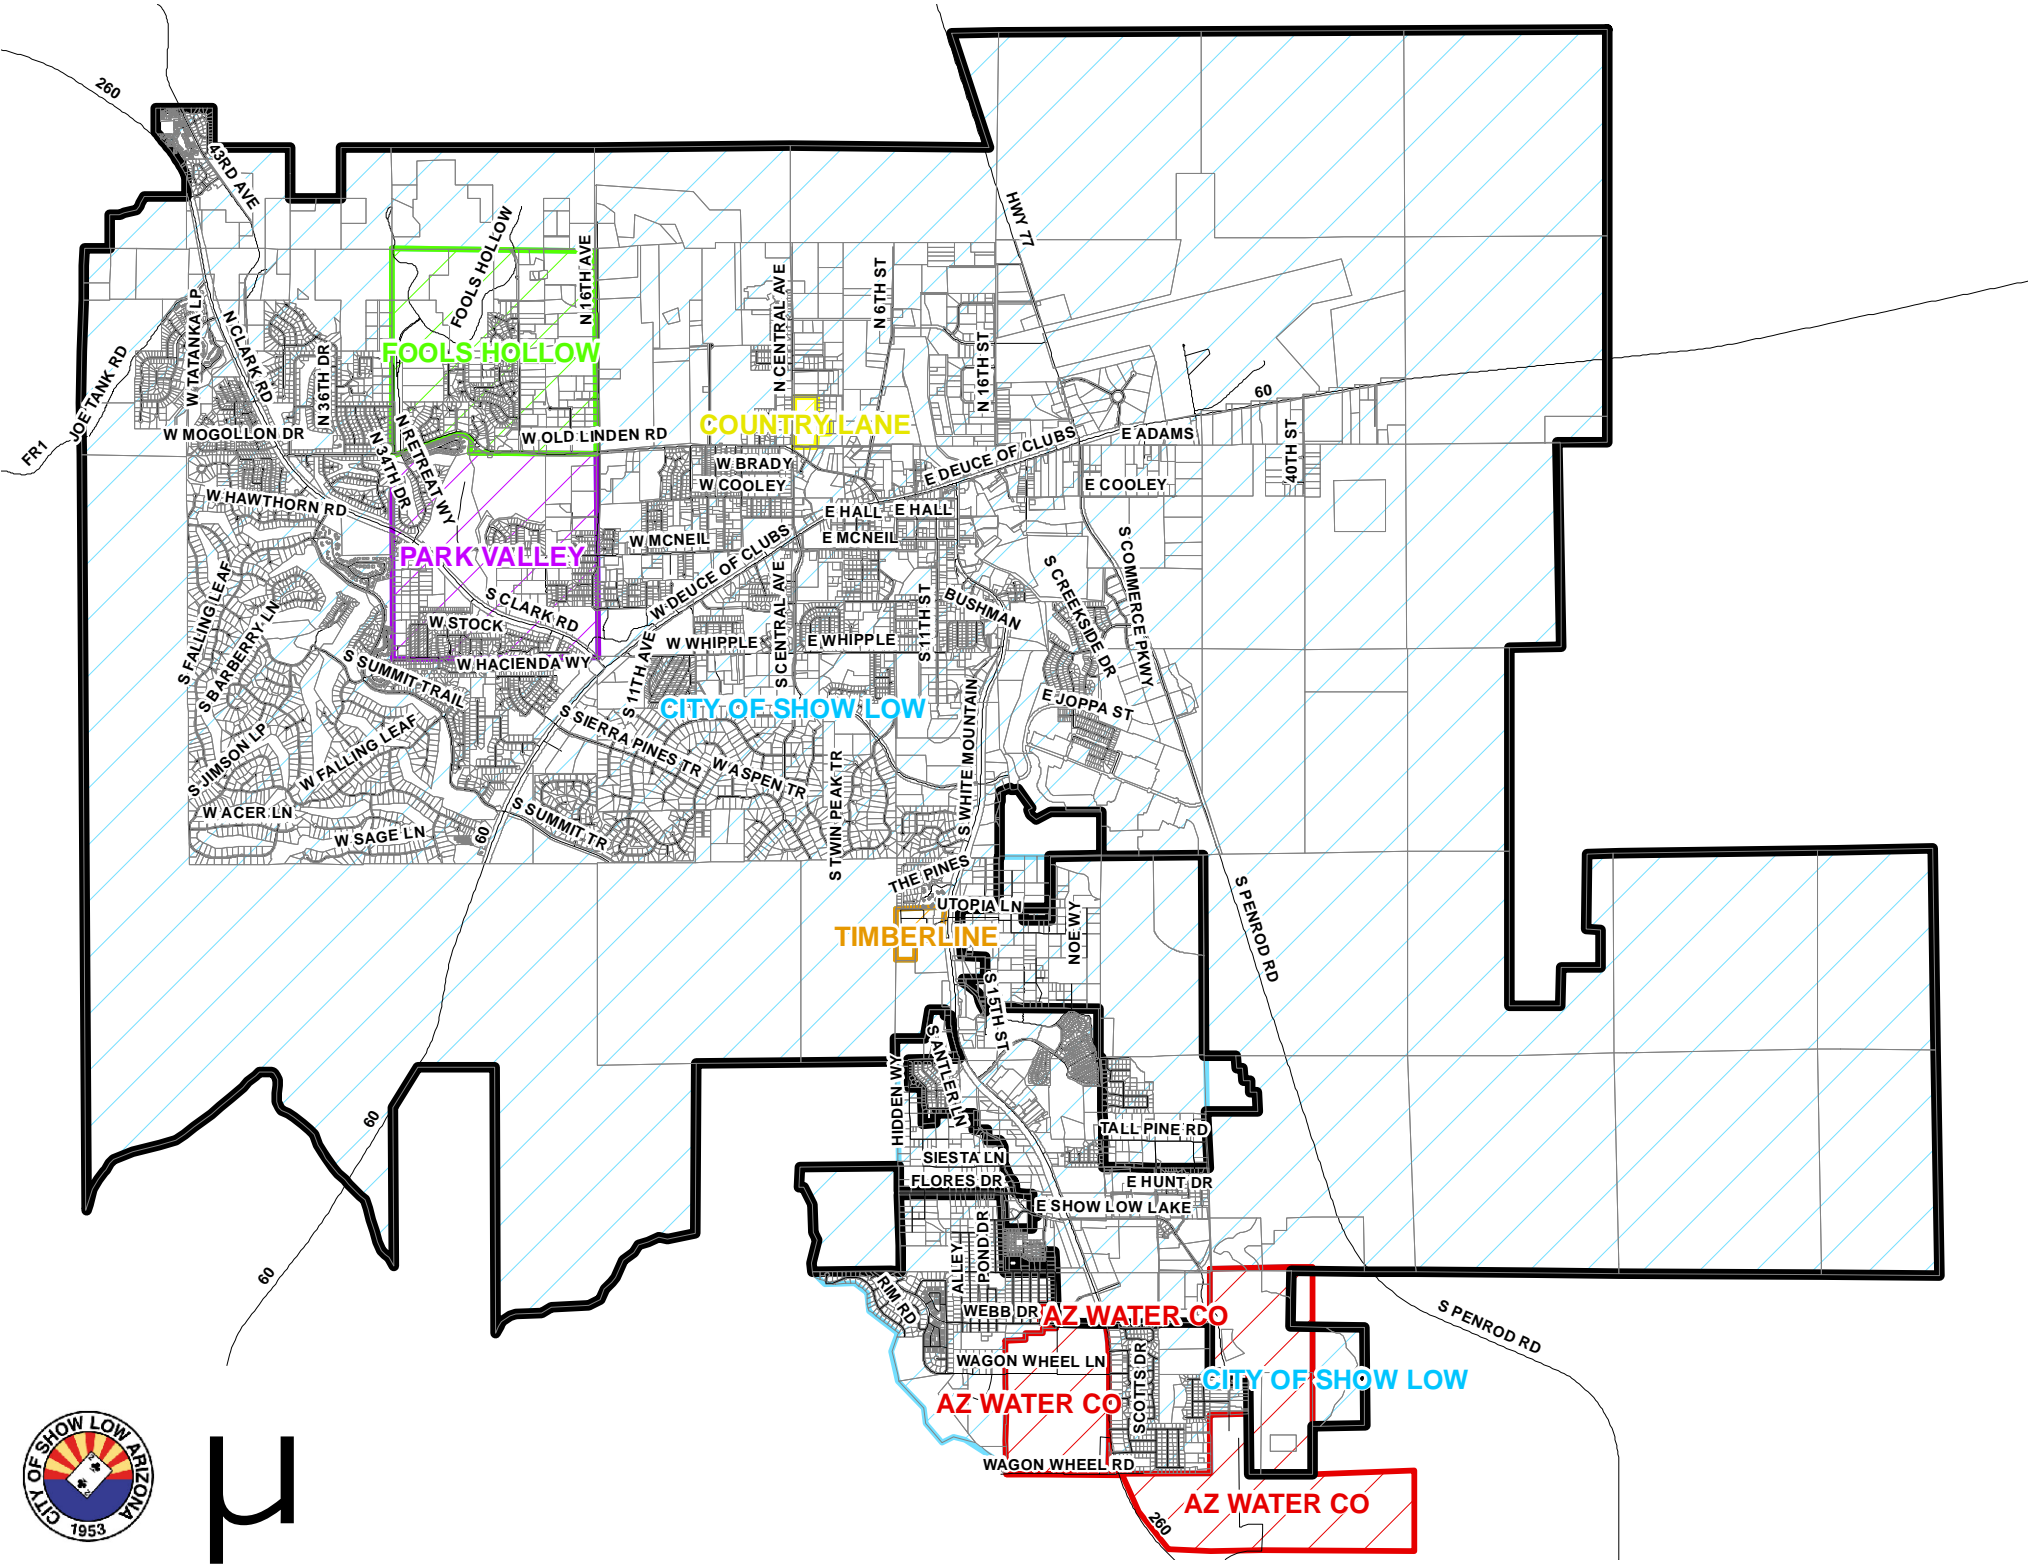 260
43RD AVE
HWY 77
FOOLS HOLLOW
N 16TH AVE
N CENTRAL AVE
N 6TH ST
N 16TH ST
W TATANKA LP
N CLARK RD
N 36TH DR
JOE TANK RD
FR1
FOOLS HOLLOW
COUNTRY LANE
60
W MOGOLLON DR
N 34TH DR
N RETREAT WY
W OLD LINDEN RD
E DEUCE OF CLUBS
E ADAMS
40TH ST
W BRADY
W COOLEY
E COOLEY
W HAWTHORN RD
E HALL
E HALL
W MCNEIL
E MCNEIL
PARK VALLEY
W DEUCE OF CLUBS
S CENTRAL AVE
S 11TH ST
BUSHMAN
S CREEKSIDE DR
S COMMERCE PKWY
S CLARK RD
W STOCK
W HACIENDA WY
S 11TH AVE
W WHIPPLE
E WHIPPLE
S FALLING LEAF
S BARBERRY LN
S SUMMIT TRAIL
CITY OF SHOW LOW
E JOPPA ST
S JIMSON LP
W FALLING LEAF
S SIERRA PINES TR
W ASPEN TR
S TWIN PEAK TR
S WHITE MOUNTAIN
W ACER LN
W SAGE LN
60
S SUMMIT TR
THE PINES
UTOPIA LN
NOE WY
S PENROD RD
TIMBERLINE
S 15TH ST
S ANTLER LN
HIDDEN WY
60
TALL PINE RD
SIESTA LN
FLORES DR
E HUNT DR
E SHOW LOW LAKE
ALLEY
POND DR
60
RIM RD
WEBB DR
AZ WATER CO
S PENROD RD
WAGON WHEEL LN
SCOTTS DR
CITY OF SHOW LOW
AZ WATER CO
WAGON WHEEL RD
AZ WATER CO
260
CITY OF SHOW LOW ARIZONA
1953
µ